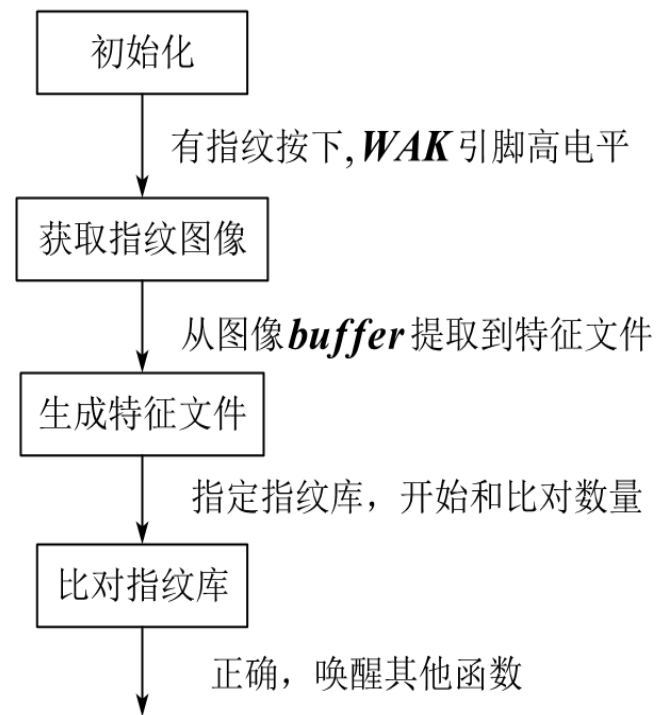 初始化
有指纹按下,WAK引脚高电平
获取指纹图像
从图像buffer提取到特征文件
生成特征文件
指定指纹库，开始和比对数量
比对指纹库
正确，唤醒其他函数